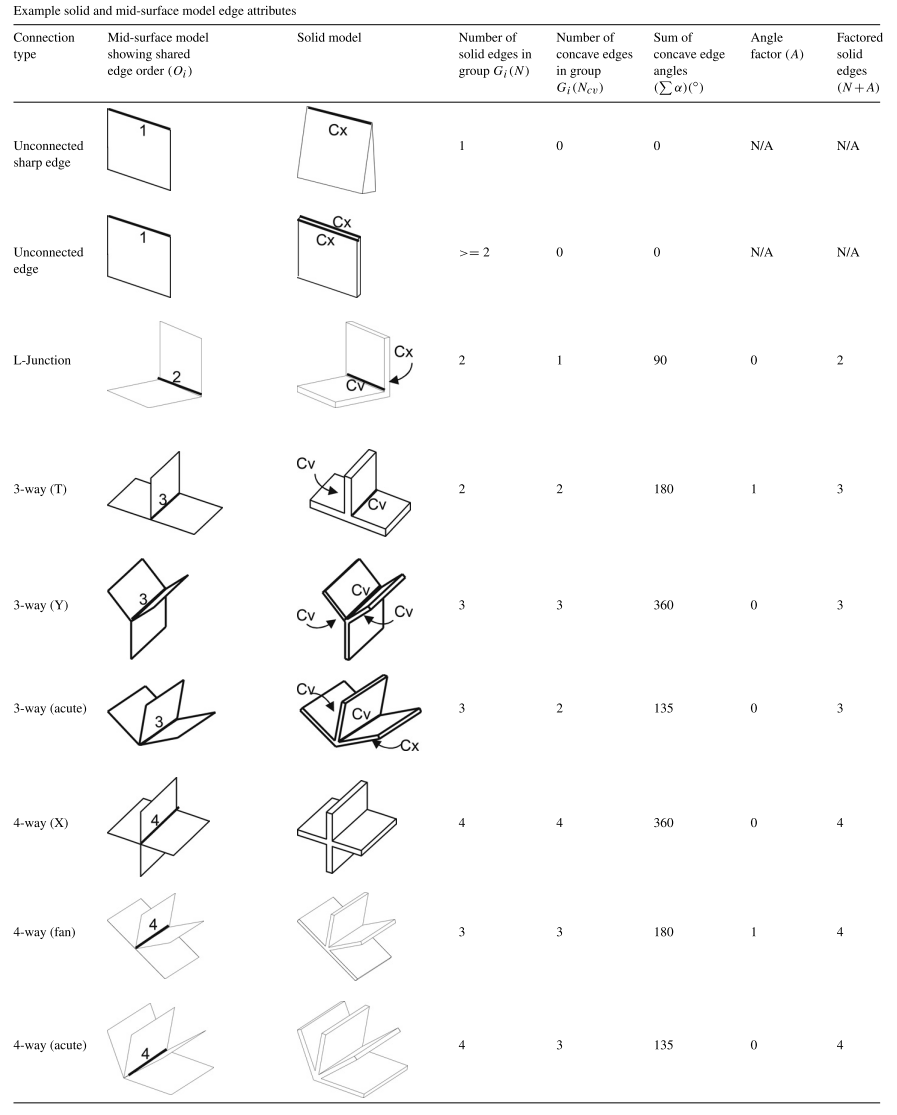 Example solid and mid-surface model edge attributes
Connection type Mid-surface model showing shared edge order (O_i) Solid model Number of solid edges in group G_i(N) Number of concave edges in group G_i(N_cv) Sum of concave edge angles (∑α)(°) Angle factor (A) Factored solid edges (N+A)
Unconnected sharp edge 1 Cx 1 0 0 N/A N/A
Unconnected edge 1 Cx Cx >= 2 0 0 N/A N/A
L-Junction 2 Cv Cx 2 1 90 0 2
3-way (T) 3 Cv Cv 2 2 180 1 3
3-way (Y) 3 Cv Cv Cv 3 3 360 0 3
3-way (acute) 3 Cv Cv Cx 3 2 135 0 3
4-way (X) 4 4 4 360 0 4
4-way (fan) 4 3 3 180 1 4
4-way (acute) 4 4 3 135 0 4